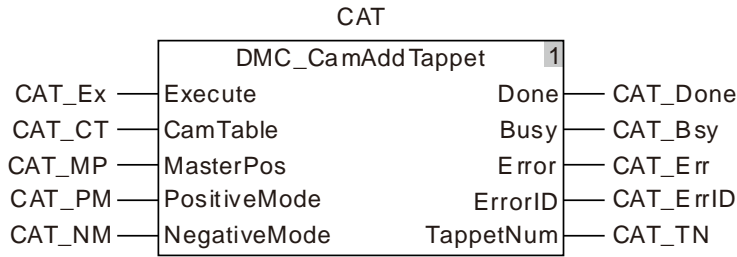 CAT
DMC_CamAddTappet 1
CAT_Ex Execute Done CAT_Done
CAT_CT CamTable Busy CAT_Bsy
CAT_MP MasterPos Error CAT_Err
CAT_PM PositiveMode ErrorID CAT_ErrID
CAT_NM NegativeMode TappetNum CAT_TN